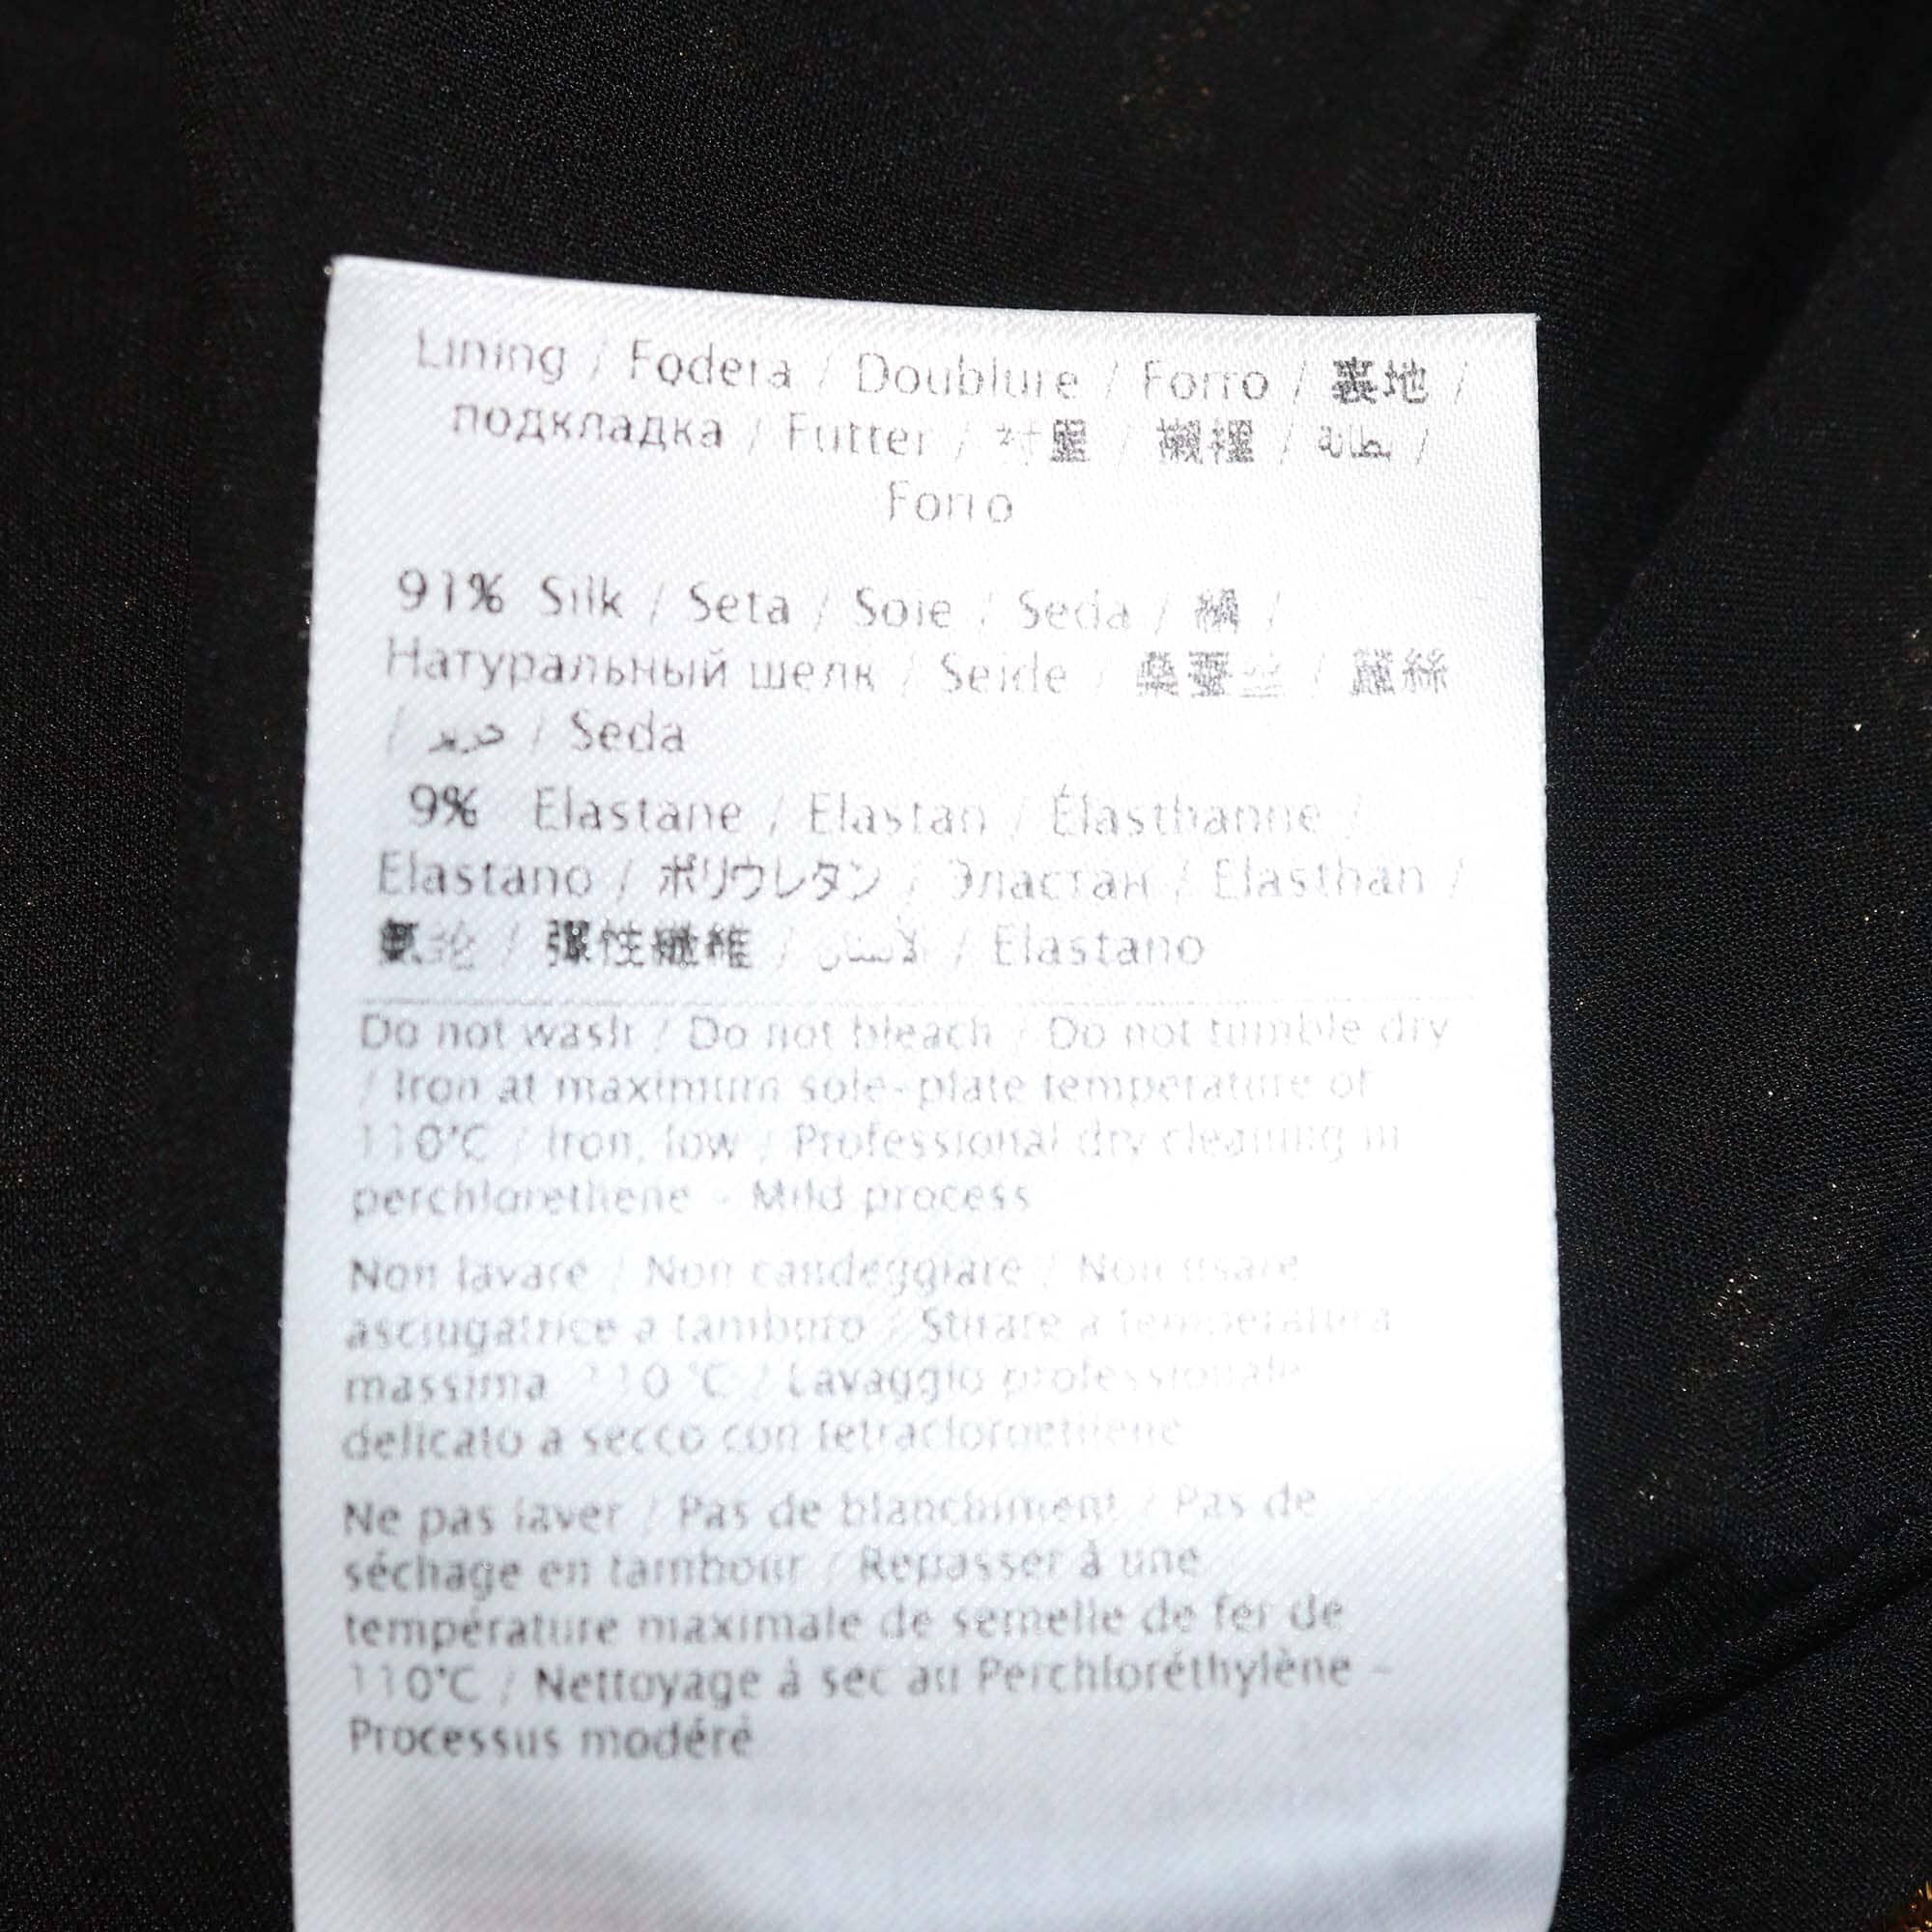 Lining / Fodera / Doublure / Forro / 裏地 /
подкладка / Futter / 衬里 / 襯裡 / بطانة /
Forro
91% Silk / Seta / Soie / Seda / 絹 /
Натуральный шелк / Seide / 桑蚕丝 / 蠶絲
/ حرير / Seda
9% Elastane / Elastan / Élasthanne /
Elastano / ポリウレタン / Эластан / Elasthan /
氨纶 / 彈性纖維 / / Elastano
Do not wash / Do not bleach / Do not tumble dry
/ Iron at maximum sole-plate temperature of
110°C / Iron, low / Professional dry cleaning in
perchlorethene - Mild process
Non lavare / Non candeggiare / Non usare
asciugatrice a tamburo / Stirare a temperatura
massima 110 °C / Lavaggio professionale
delicato a secco con tetracloroetilene
Ne pas laver / Pas de blanchiment / Pas de
séchage en tambour / Repasser à une
température maximale de semelle de fer de
110°C / Nettoyage à sec au Perchloréthylène -
Processus modéré